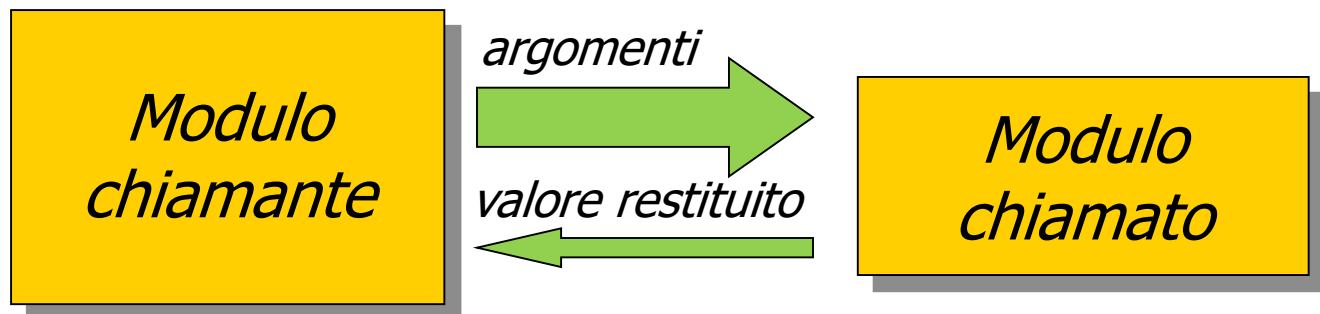 Modulo
chiamante
argomenti
valore restituito
Modulo
chiamato